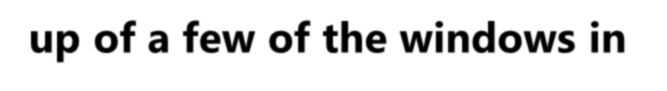 up of a few of the windows in